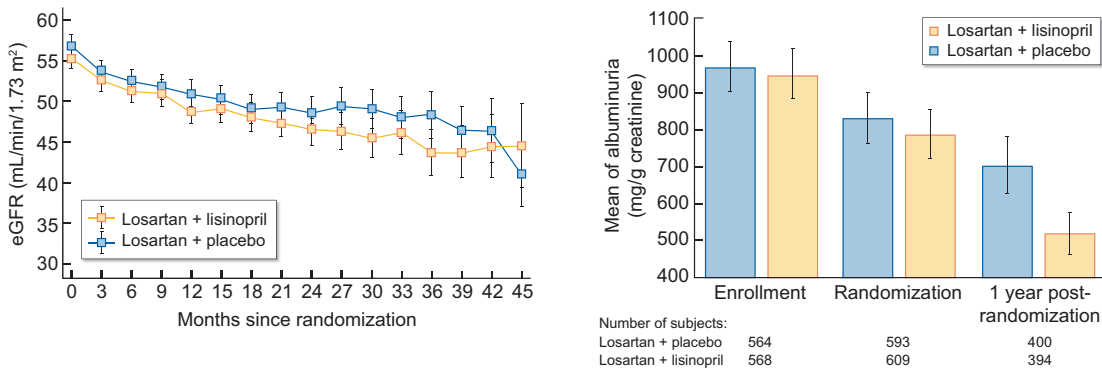 60
55
50
45
40
35
30
eGFR (mL/min/1.73 m²)
Losartan + lisinopril
Losartan + placebo
0 3 6 9 12 15 18 21 24 27 30 33 36 39 42 45
Months since randomization
1100
1000
900
800
700
600
500
400
Mean of albuminuria
(mg/g creatinine)
Losartan + lisinopril
Losartan + placebo
Enrollment Randomization 1 year post-
randomization
Number of subjects:
Losartan + placebo 564 593 400
Losartan + lisinopril 568 609 394